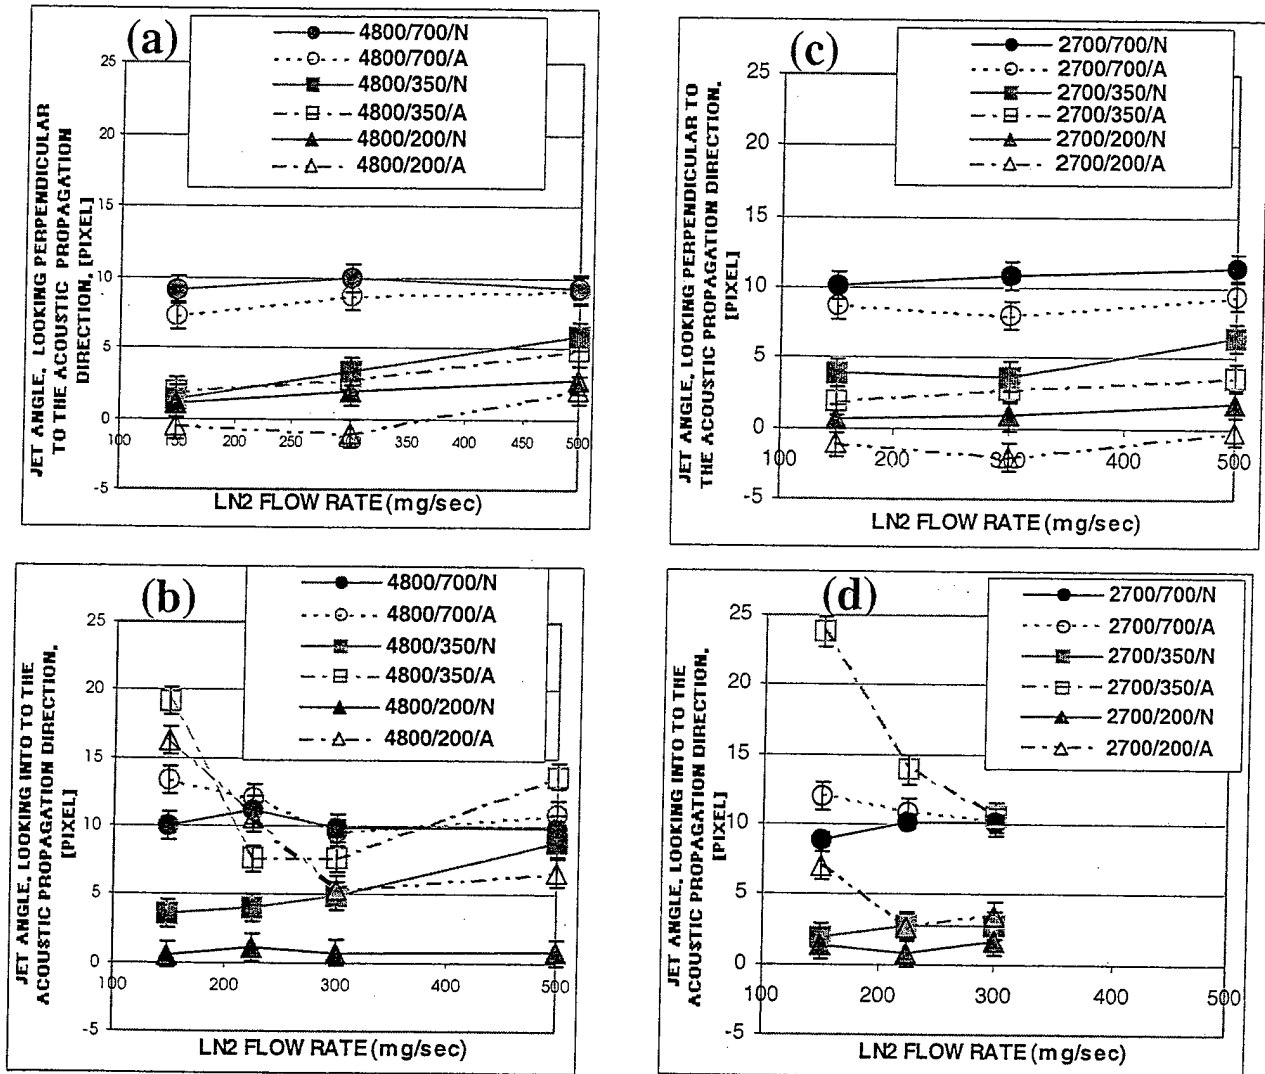 (a)
4800/700/N
4800/700/A
4800/350/N
4800/350/A
4800/200/N
4800/200/A
JET ANGLE, LOOKING PERPENDICULAR
TO THE ACOUSTIC PROPAGATION
DIRECTION, [PIXEL]
25
20
15
10
5
0
-5
100
150
200
250
300
350
400
450
500
LN2 FLOW RATE (mg/sec)
(c)
2700/700/N
2700/700/A
2700/350/N
2700/350/A
2700/200/N
2700/200/A
JET ANGLE, LOOKING PERPENDICULAR TO
THE ACOUSTIC PROPAGATION DIRECTION,
[PIXEL]
25
20
15
10
5
0
-5
100
200
300
400
500
LN2 FLOW RATE (mg/sec)
(b)
4800/700/N
4800/700/A
4800/350/N
4800/350/A
4800/200/N
4800/200/A
JET ANGLE, LOOKING INTO TO THE
ACOUSTIC PROPAGATION DIRECTION,
[PIXEL]
25
20
15
10
5
0
-5
100
200
300
400
500
LN2 FLOW RATE (mg/sec)
(d)
2700/700/N
2700/700/A
2700/350/N
2700/350/A
2700/200/N
2700/200/A
JET ANGLE, LOOKING INTO TO THE
ACOUSTIC PROPAGATION DIRECTION,
[PIXEL]
25
20
15
10
5
0
-5
100
200
300
400
500
LN2 FLOW RATE (mg/sec)